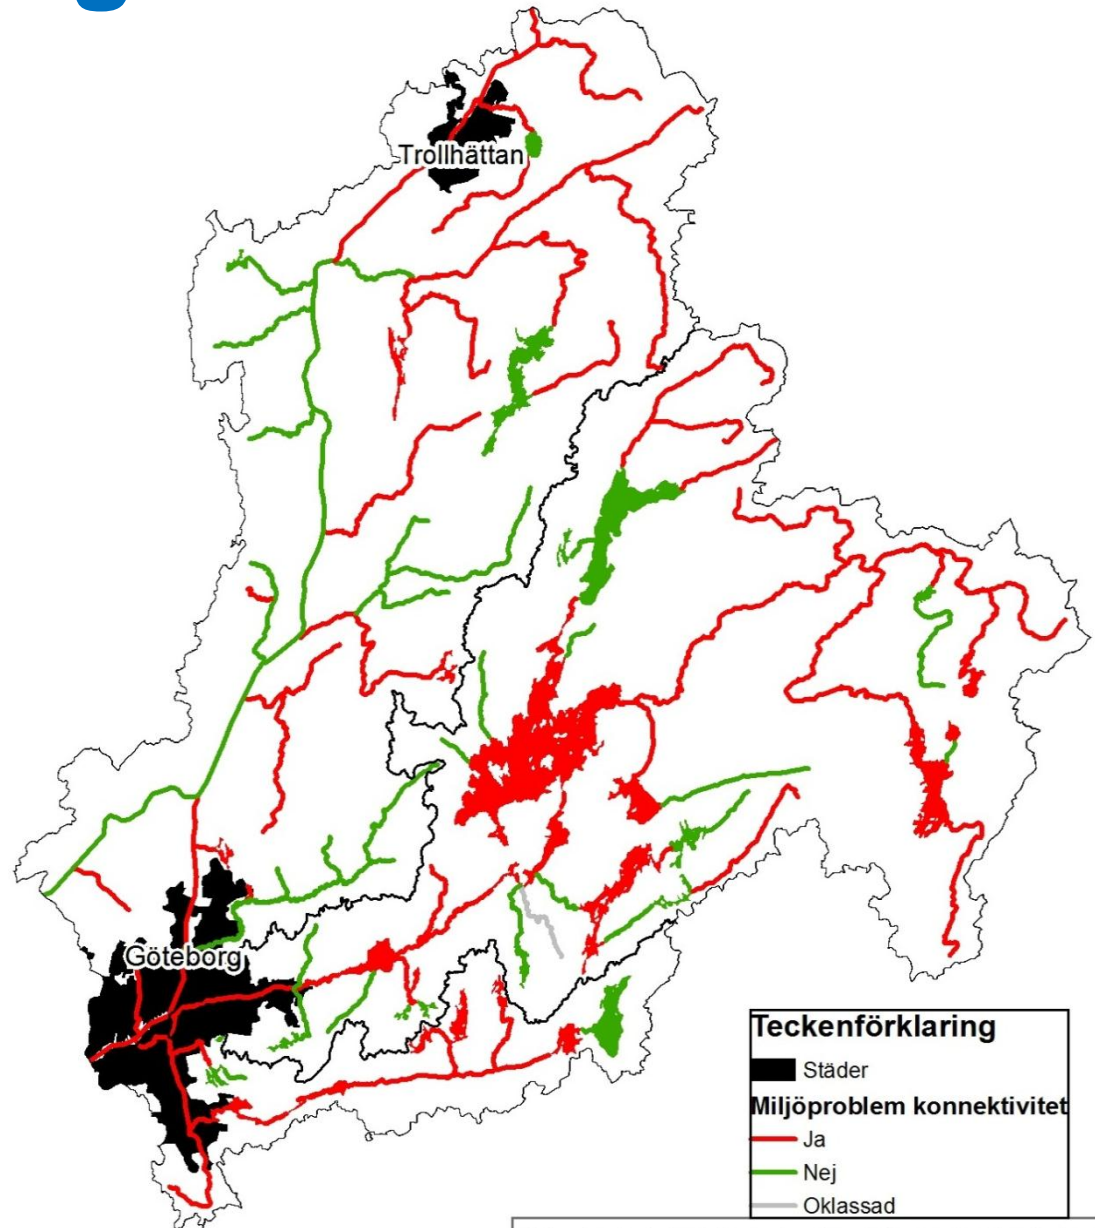 Trollhättan
Göteborg
Teckenförklaring
Städer
Miljöproblem konnektivitet
Ja
Nej
Oklassad